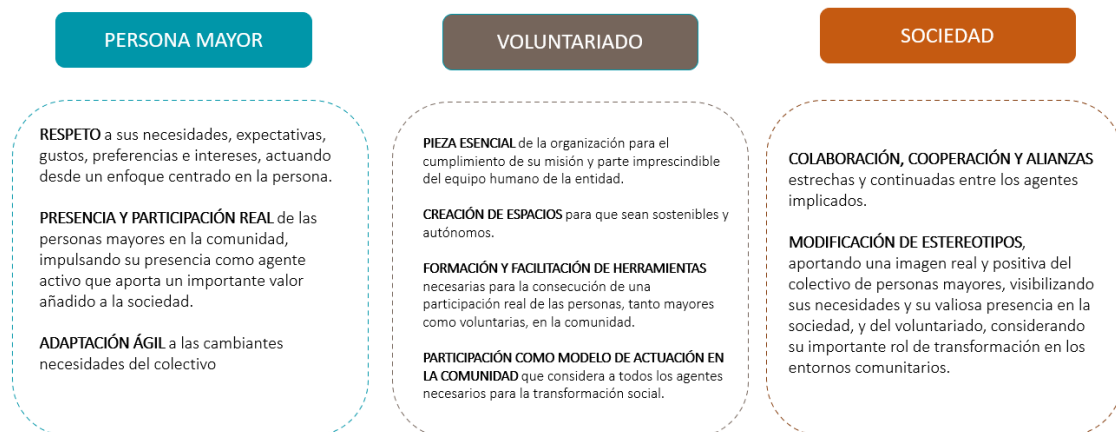 PERSONA MAYOR
RESPETO a sus necesidades, expectativas,
gustos, preferencias e intereses, actuando
desde un enfoque centrado en la persona.
PRESENCIA Y PARTICIPACIÓN REAL de las
personas mayores en la comunidad,
impulsando su presencia como agente
activo que aporta un importante valor
añadido a la sociedad.
ADAPTACIÓN ÁGIL a las cambiantes
necesidades del colectivo
VOLUNTARIADO
PIEZA ESENCIAL de la organización para el
cumplimiento de su misión y parte imprescindible
del equipo humano de la entidad.
CREACIÓN DE ESPACIOS para que sean sostenibles y
autónomos.
FORMACIÓN Y FACILITACIÓN DE HERRAMIENTAS
necesarias para la consecución de una
participación real de las personas, tanto mayores
como voluntarias, en la comunidad.
PARTICIPACIÓN COMO MODELO DE ACTUACIÓN EN
LA COMUNIDAD que considera a todos los agentes
necesarios para la transformación social.
SOCIEDAD
COLABORACIÓN, COOPERACIÓN Y ALIANZAS
estrechas y continuadas entre los agentes
implicados.
MODIFICACIÓN DE ESTEREOTIPOS,
aportando una imagen real y positiva del
colectivo de personas mayores, visibilizando
sus necesidades y su valiosa presencia en la
sociedad, y del voluntariado, considerando
su importante rol de transformación en los
entornos comunitarios.